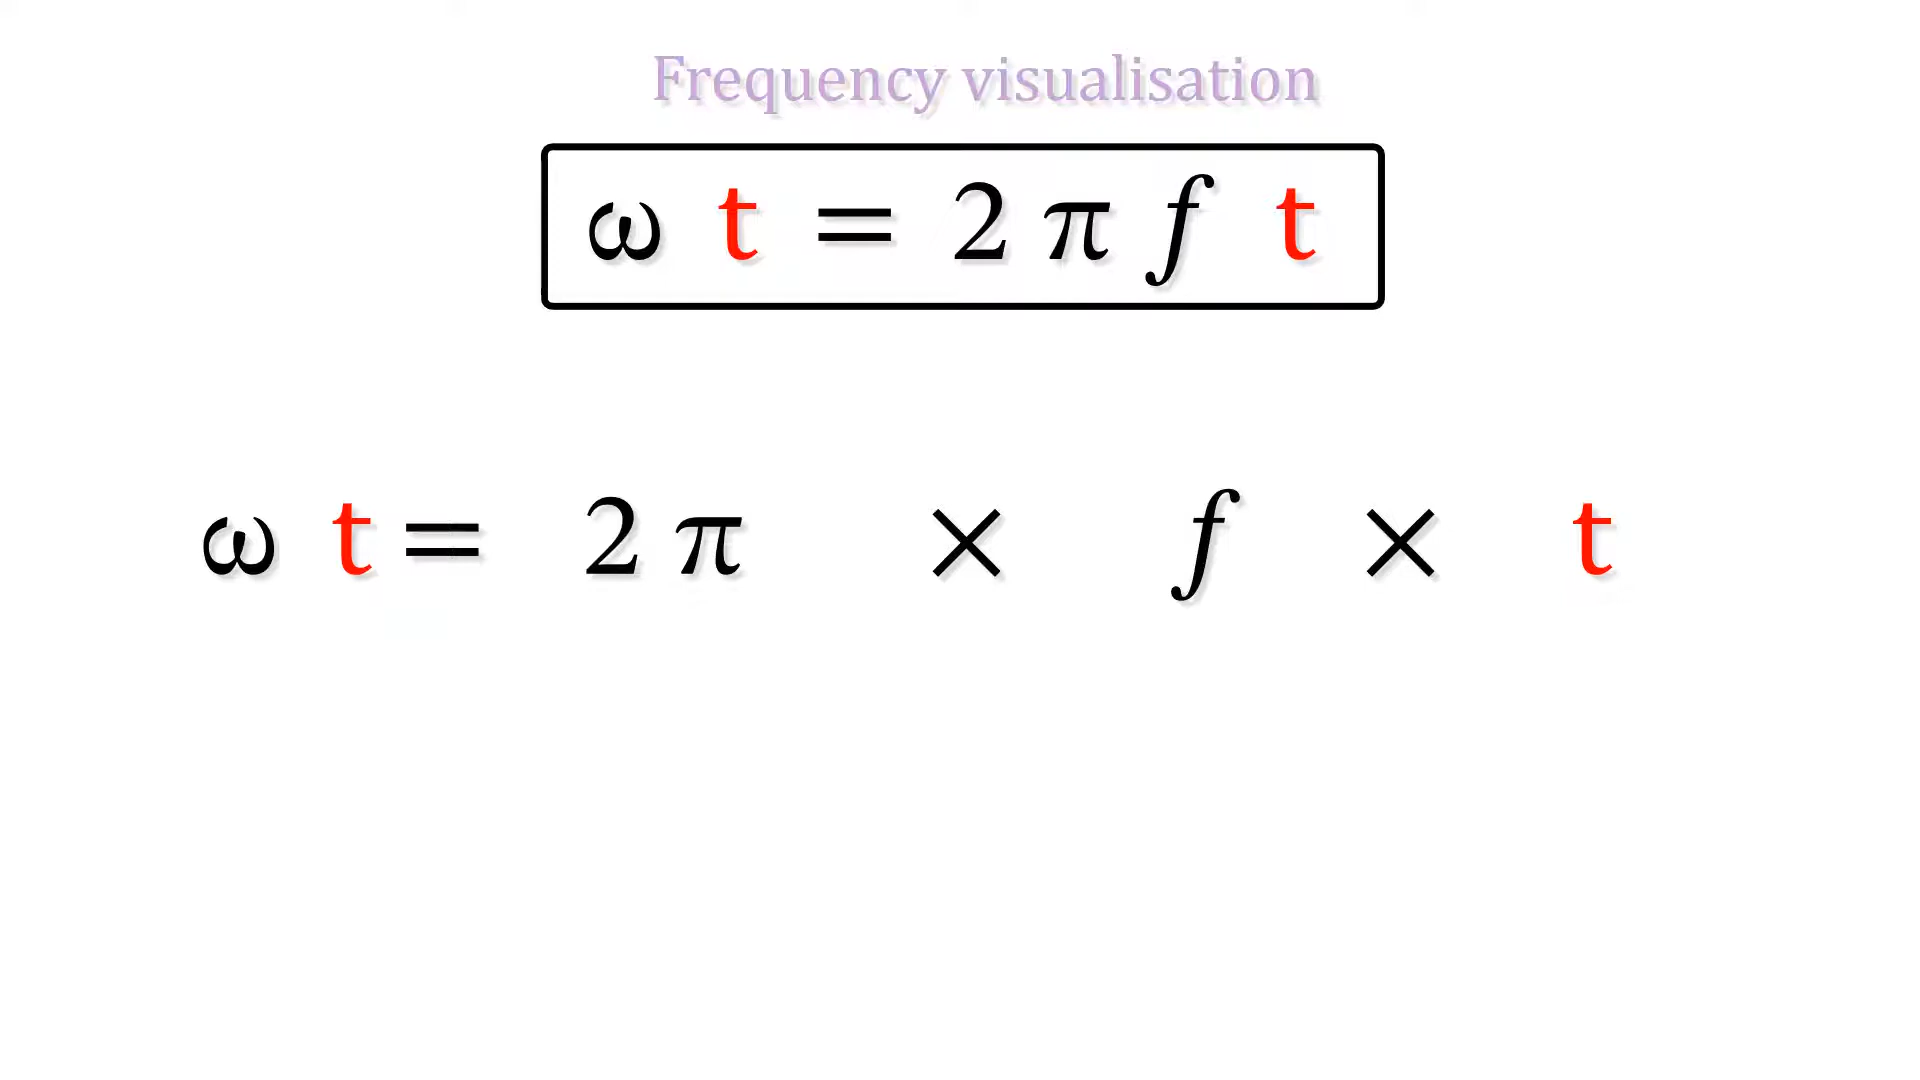 Frequency visualisation
ω t = 2 π f t
ω t = 2 π × f × t